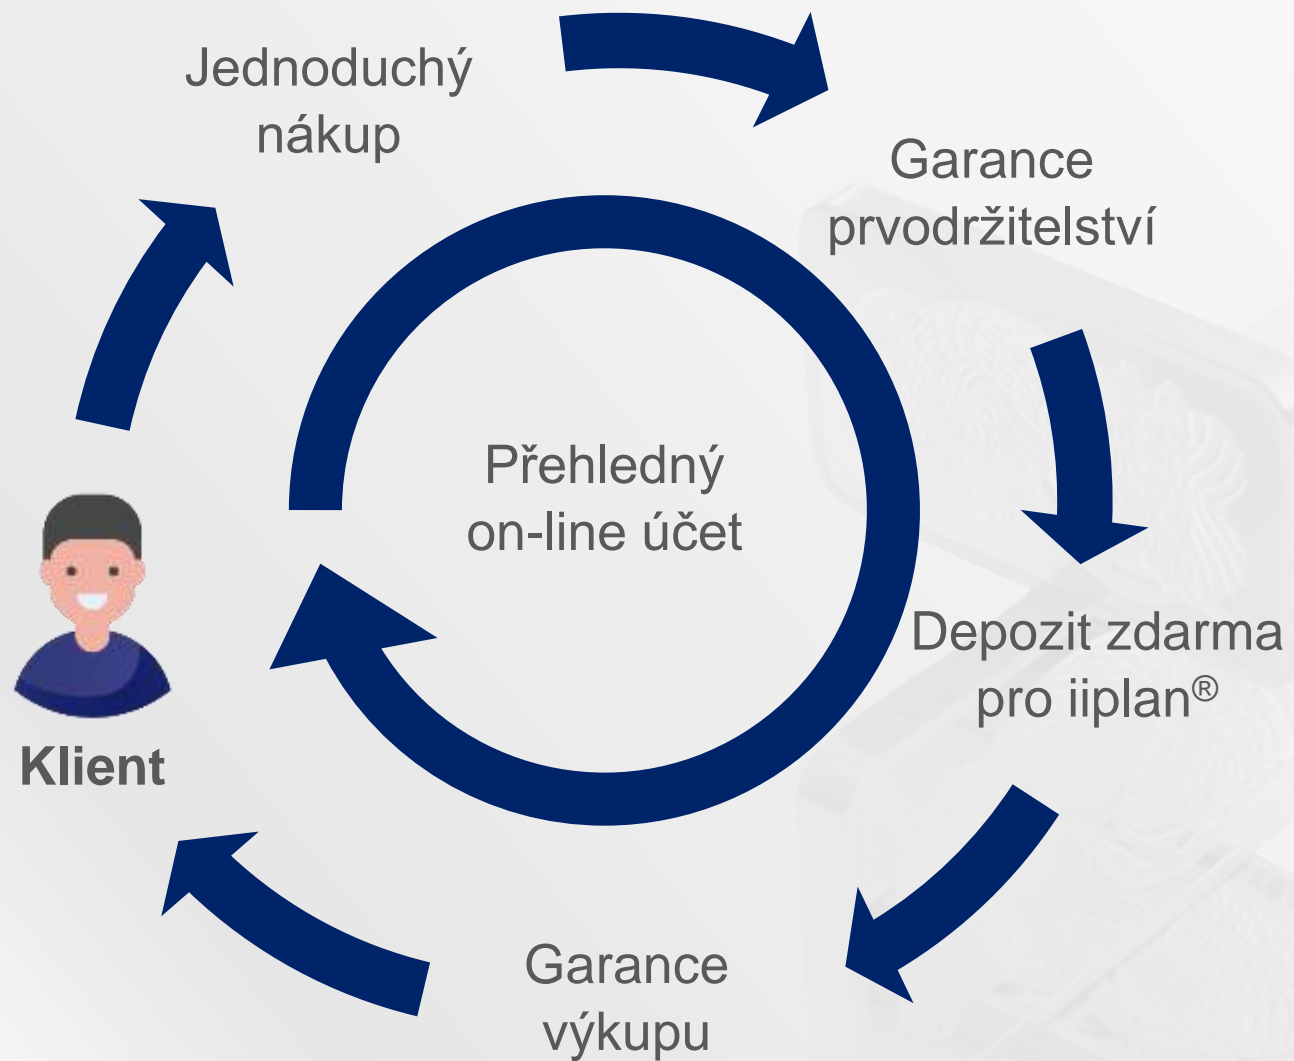 Jednoduchý
nákup
Garance
prvodržitelství
Přehledný
on-line účet
Depozit zdarma
pro iiplan®
Klient
Garance
výkupu